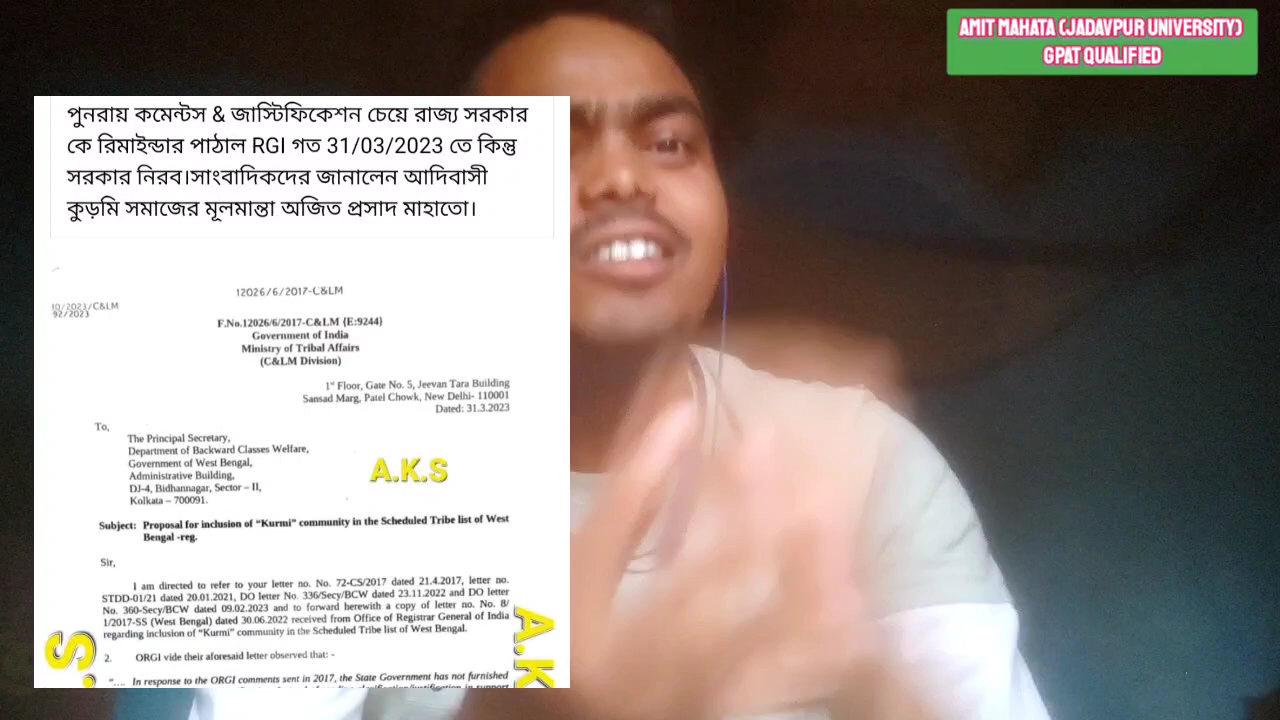 AMIT MAHATA (JADAVPUR UNIVERSITY)
GPAT QUALIFIED
পুনরায় কমেন্টস & জাস্টিফিকেশন চেয়ে রাজ্য সরকার
কে রিমাইন্ডার পাঠাল RGI গত 31/03/2023 তে কিন্তু
সরকার নিরব।সাংবাদিকদের জানালেন আদিবাসী
কুড়মি সমাজের মূলমান্তা অজিত প্রসাদ মাহাতো।
12026/6/2017-C&LM
10/2023/C&LM
92/2023
F.No.12026/6/2017-C&LM {E:9244}
Government of India
Ministry of Tribal Affairs
(C&LM Division)
1st Floor, Gate No. 5, Jeevan Tara Building
Sansad Marg, Patel Chowk, New Delhi- 110001
Dated: 31.3.2023
To,
The Principal Secretary,
Department of Backward Classes Welfare,
Government of West Bengal,
Administrative Building,
DJ-4, Bidhannagar, Sector – II,
Kolkata – 700091.
A.K.S
Subject: Proposal for inclusion of "Kurmi" community in the Scheduled Tribe list of West
Bengal -reg.
Sir,
I am directed to refer to your letter no. No. 72-CS/2017 dated 21.4.2017, letter no.
STDD-01/21 dated 20.01.2021, DO letter No. 336/Secy/BCW dated 23.11.2022 and DO letter
No. 360-Secy/BCW dated 09.02.2023 and to forward herewith a copy of letter no. No. 8/
1/2017-SS (West Bengal) dated 30.06.2022 received from Office of Registrar General of India
regarding inclusion of "Kurmi" community in the Scheduled Tribe list of West Bengal.
2. ORGI vide their aforesaid letter observed that: -
".... In response to the ORGI comments sent in 2017, the State Government has not furnished
A.K
S.